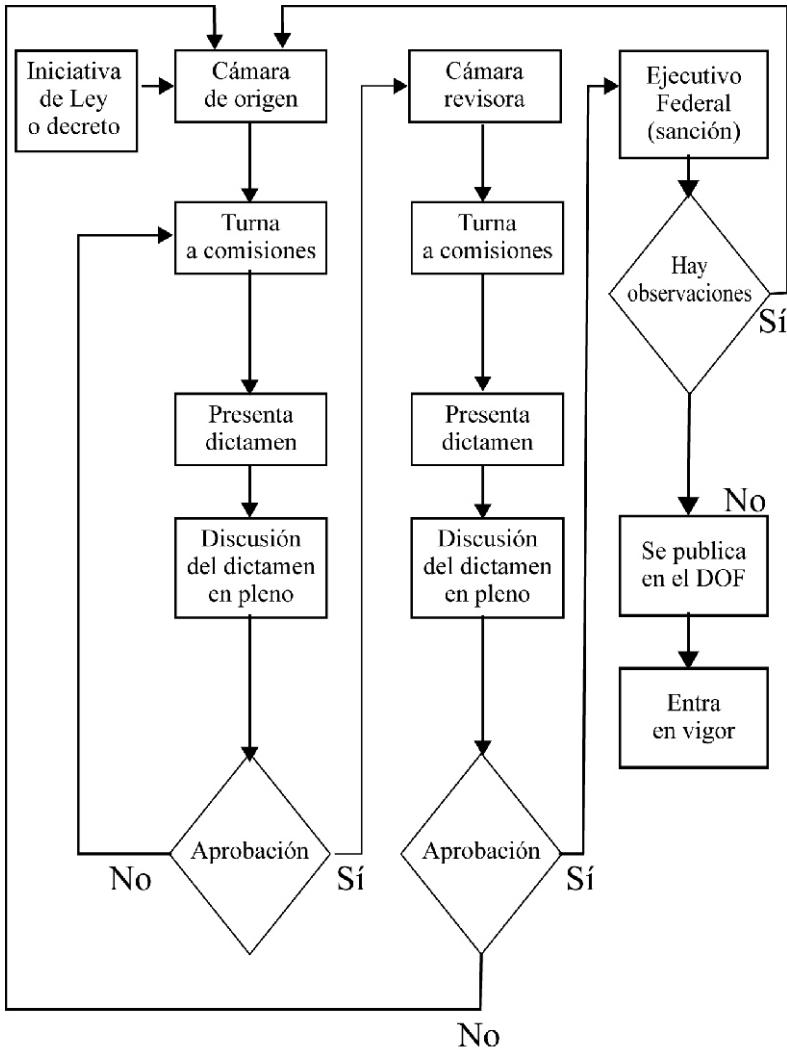 Iniciativa
de Ley
o decreto
Cámara
de origen
Turna
a comisiones
Presenta
dictamen
Discusión
del dictamen
en pleno
Aprobación
No
Sí
Cámara
revisora
Turna
a comisiones
Presenta
dictamen
Discusión
del dictamen
en pleno
Aprobación
Sí
No
Ejecutivo
Federal
(sanción)
Hay
observaciones
Sí
No
Se publica
en el DOF
Entra
en vigor